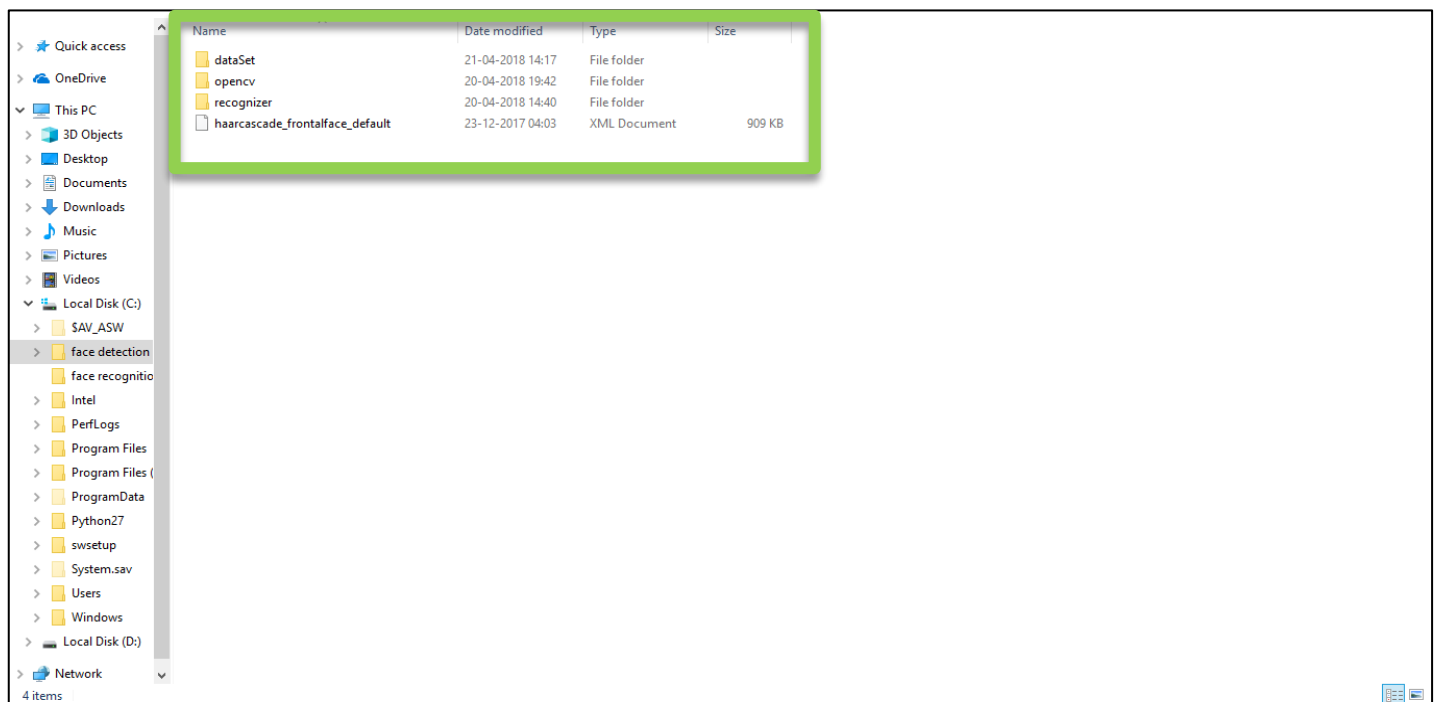 Name Date modified Type Size
Quick access
OneDrive
This PC
3D Objects
Desktop
Documents
Downloads
Music
Pictures
Videos
Local Disk (C:)
$AV_ASW
face detection
face recognitio
Intel
PerfLogs
Program Files
Program Files (
ProgramData
Python27
swsetup
System.sav
Users
Windows
Local Disk (D:)
Network
4 items
dataSet 21-04-2018 14:17 File folder
opencv 20-04-2018 19:42 File folder
recognizer 20-04-2018 14:40 File folder
haarcascade_frontalface_default 23-12-2017 04:03 XML Document 909 KB